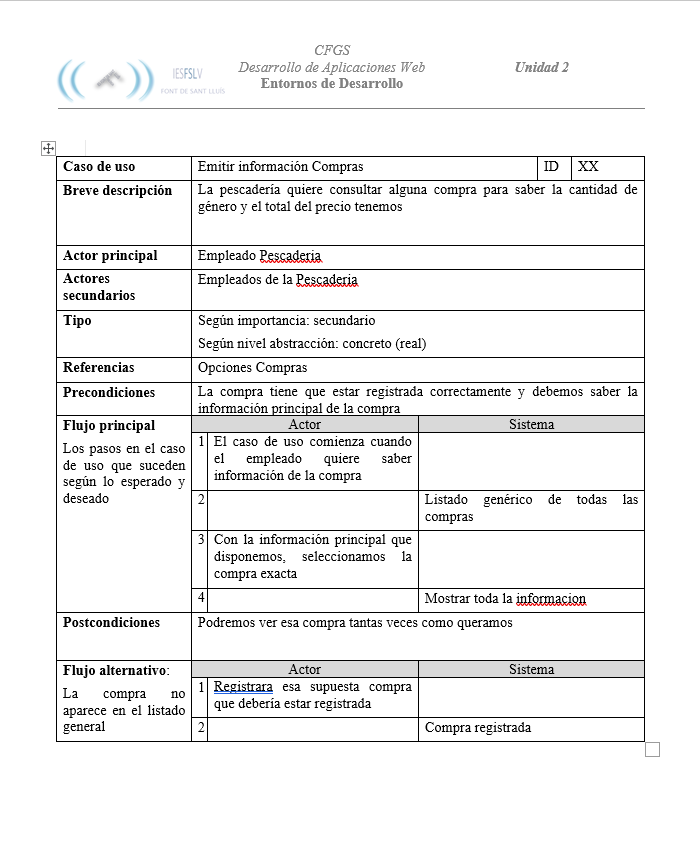 CFGS
Desarrollo de Aplicaciones Web
Unidad 2
Entornos de Desarrollo
IESFSLV
FONT DE SANT LLUÍS
Caso de uso
Emitir información Compras
ID
XX
Breve descripción
La pescadería quiere consultar alguna compra para saber la cantidad de
género y el total del precio tenemos
Actor principal
Empleado Pescaderia
Actores
secundarios
Empleados de la Pescaderia
Tipo
Según importancia: secundario
Según nivel abstracción: concreto (real)
Referencias
Opciones Compras
Precondiciones
La compra tiene que estar registrada correctamente y debemos saber la
información principal de la compra
Flujo principal
Los pasos en el caso
de uso que suceden
según lo esperado y
deseado
Actor
Sistema
1
El caso de uso comienza cuando
el empleado quiere saber
información de la compra
2
Listado genérico de todas las
compras
3
Con la información principal que
disponemos, seleccionamos la
compra exacta
4
Mostrar toda la informacion
Postcondiciones
Podremos ver esa compra tantas veces como queramos
Flujo alternativo:
La compra no
aparece en el listado
general
Actor
Sistema
1
Registrara esa supuesta compra
que debería estar registrada
2
Compra registrada